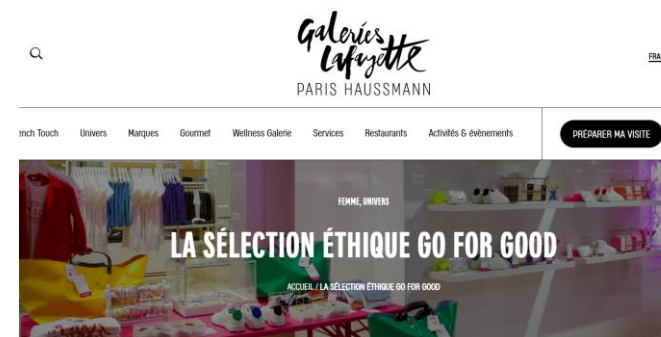 Galeries
Lafayette
PARIS HAUSSMANN
FRA
ench Touch Univers Marques Gourmet Wellness Galerie Services Restaurants Activités & évènements PRÉPARER MA VISITE
FEMME, UNIVERS
LA SÉLECTION ÉTHIQUE GO FOR GOOD
ACCUEIL / LA SÉLECTION ÉTHIQUE GO FOR GOOD